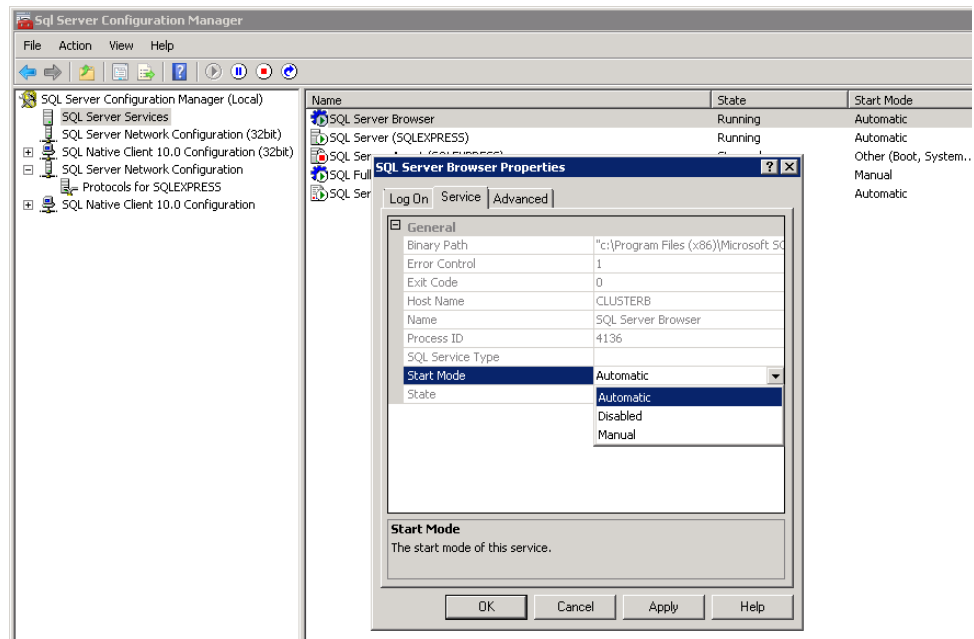 Sql Server Configuration Manager
File Action View Help
SQL Server Configuration Manager (Local)
SQL Server Services
SQL Server Network Configuration (32bit)
SQL Native Client 10.0 Configuration (32bit)
SQL Server Network Configuration
Protocols for SQLEXPRESS
SQL Native Client 10.0 Configuration
Name State Start Mode
SQL Server Browser Running Automatic
SQL Server (SQLEXPRESS) Running Automatic
SQL Ser Other (Boot, System...
SQL Full Manual
SQL Ser Automatic
SQL Server Browser Properties
Log On Service Advanced
General
Binary Path "c:\Program Files (x86)\Microsoft SQ
Error Control 1
Exit Code 0
Host Name CLUSTERB
Name SQL Server Browser
Process ID 4136
SQL Service Type
Start Mode Automatic
State
Automatic
Disabled
Manual
Start Mode
The start mode of this service.
OK Cancel Apply Help